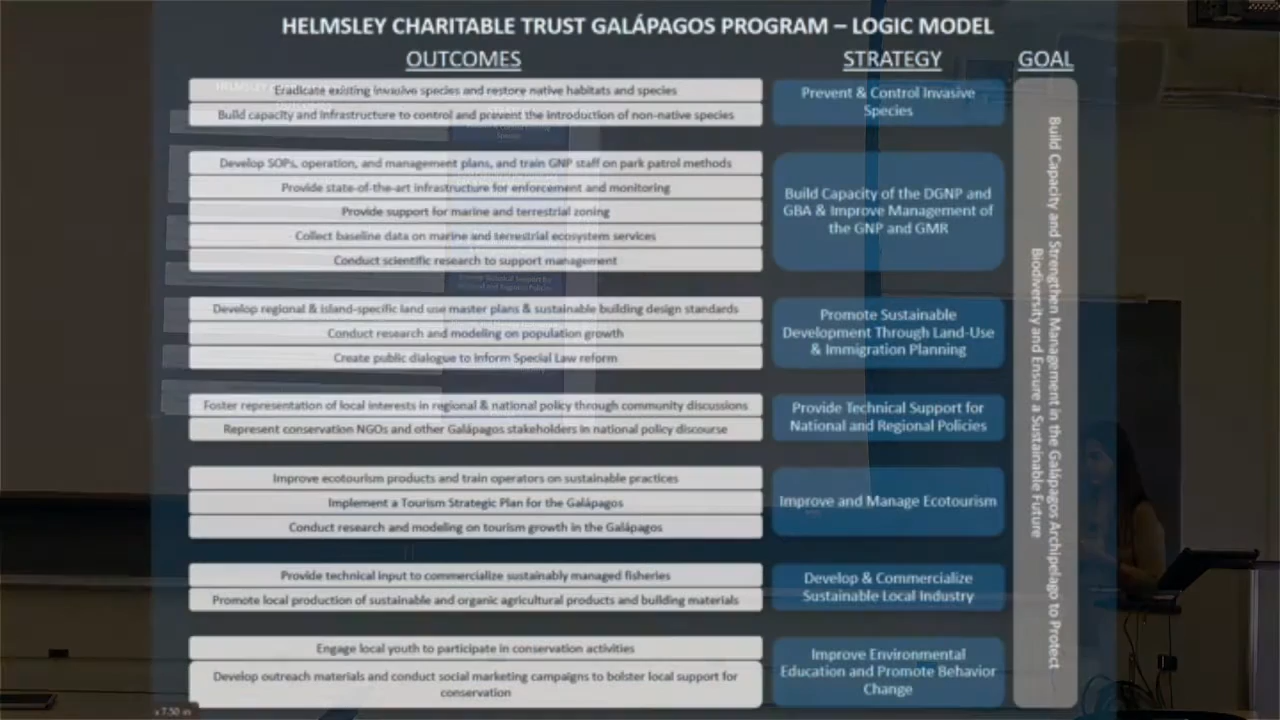 HELMSLEY CHARITABLE TRUST GALÁPAGOS PROGRAM – LOGIC MODEL
OUTCOMES
STRATEGY
GOAL
Eradicate existing invasive species and restore native habitats and species
Build capacity and infrastructure to control and prevent the introduction of non-native species
Prevent & Control Invasive
Species
Develop SOPs, operation, and management plans, and train GNP staff on park patrol methods
Provide state-of-the-art infrastructure for enforcement and monitoring
Provide support for marine and terrestrial zoning
Collect baseline data on marine and terrestrial ecosystem services
Conduct scientific research to support management
Build Capacity of the DGNP and
GBA & Improve Management of
the GNP and GMR
Develop regional & island-specific land use master plans & sustainable building design standards
Conduct research and modeling on population growth
Create public dialogue to inform Special Law reform
Promote Sustainable
Development Through Land-Use
& Immigration Planning
Foster representation of local interests in regional & national policy through community discussions
Represent conservation NGOs and other Galápagos stakeholders in national policy discourse
Provide Technical Support for
National and Regional Policies
Improve ecotourism products and train operators on sustainable practices
Implement a Tourism Strategic Plan for the Galápagos
Conduct research and modeling on tourism growth in the Galápagos
Improve and Manage Ecotourism
Provide technical input to commercialize sustainably managed fisheries
Promote local production of sustainable and organic agricultural products and building materials
Develop & Commercialize
Sustainable Local Industry
Engage local youth to participate in conservation activities
Develop outreach materials and conduct social marketing campaigns to bolster local support for
conservation
Improve Environmental
Education and Promote Behavior
Change
Build Capacity and Strengthen Management in the Galápagos Archipelago to Protect
Biodiversity and Ensure a Sustainable Future